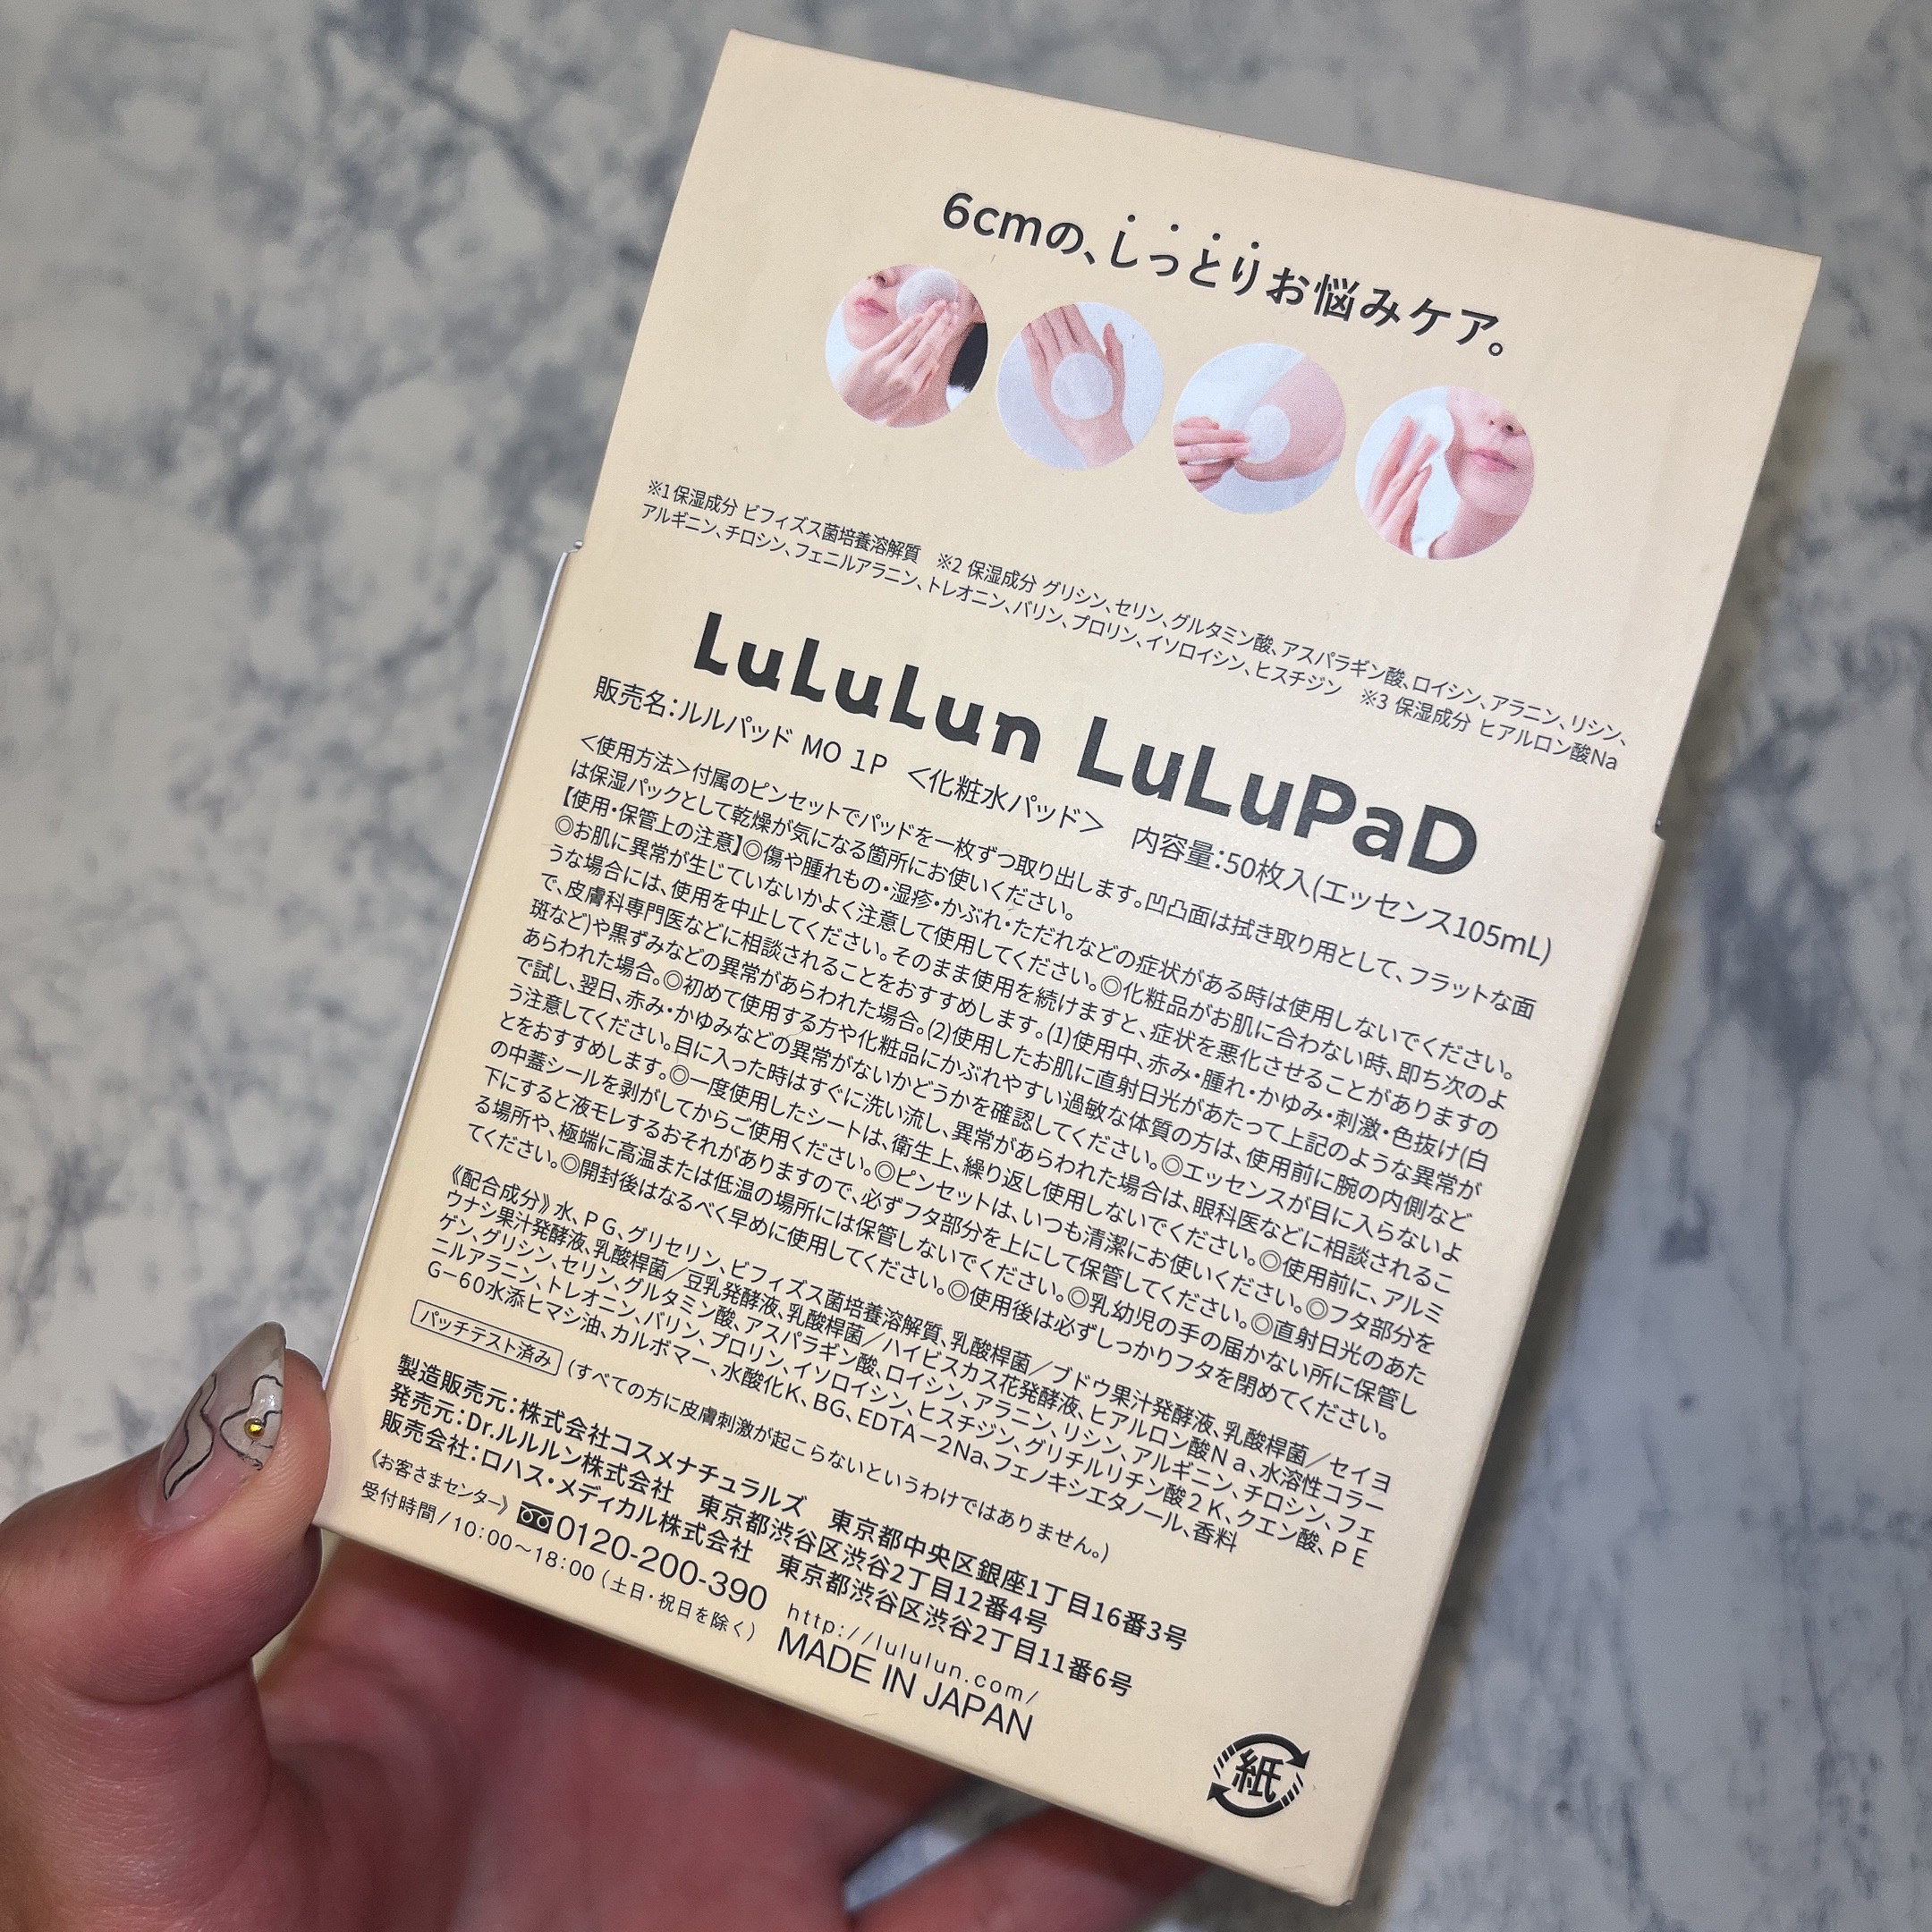 6cmの、しっとりお悩みケア。
※1保湿成分 ビフィズス菌培養溶解質 ※2 保湿成分 グリシン、セリン、グルタミン酸、アスパラギン酸、ロイシン、アラニン、リシン、
アルギニン、チロシン、フェニルアラニン、トレオニン、バリン、プロリン、イソロイシン、ヒスチジン ※3 保湿成分 ヒアルロン酸Na
LuLuLun LuLuPaD
販売名：ルルパッド MO 1P ＜化粧水パッド＞ 内容量：50枚入(エッセンス105mL)
＜使用方法＞付属のピンセットでパッドを一枚ずつ取り出します。凹凸面は拭き取り用として、フラットな面
は保湿パックとして乾燥が気になる箇所にお使いください。
【使用・保管上の注意】◎傷や腫れもの・湿疹・かぶれ・ただれなどの症状がある時は使用しないでください。
◎お肌に異常が生じていないかよく注意して使用してください。◎化粧品がお肌に合わない時、即ち次のよ
うな場合には、使用を中止してください。そのまま使用を続けますと、症状を悪化させることがありますの
で、皮膚科専門医などに相談されることをおすすめします。(1)使用中、赤み・腫れ・かゆみ・刺激・色抜け(白
斑など)や黒ずみなどの異常があらわれた場合。(2)使用したお肌に直射日光があたって上記のような異常が
あらわれた場合。◎初めて使用する方や化粧品にかぶれやすい過敏な体質の方は、使用前に腕の内側など
で試し、翌日、赤み・かゆみなどの異常がないかどうかを確認してください。◎エッセンスが目に入らないよ
う注意してください。目に入った時はすぐに洗い流し、異常があらわれた場合は、眼科医などに相談されるこ
とをおすすめします。◎一度使用したシートは、衛生上、繰り返し使用しないでください。◎使用前に、アルミ
の中蓋シールを剥がしてからご使用ください。◎ピンセットは、いつも清潔にお使いください。◎フタ部分を
下にすると液モレするおそれがありますので、必ずフタ部分を上にして保管してください。◎直射日光のあた
る場所や、極端に高温または低温の場所には保管しないでください。◎乳幼児の手の届かない所に保管し
てください。◎開封後はなるべく早めに使用してください。◎使用後は必ずしっかりフタを閉めてください。
《配合成分》水、ＰＧ、グリセリン、ビフィズス菌培養溶解質、乳酸桿菌／ブドウ果汁発酵液、乳酸桿菌／セイヨ
ウナシ果汁発酵液、乳酸桿菌／豆乳発酵液、乳酸桿菌／ハイビスカス花発酵液、ヒアルロン酸Ｎａ、水溶性コラー
ゲン、グリシン、セリン、グルタミン酸、アスパラギン酸、ロイシン、アラニン、リシン、アルギニン、チロシン、フェ
ニルアラニン、トレオニン、バリン、プロリン、イソロイシン、ヒスチジン、グリチルリチン酸２Ｋ、クエン酸、ＰＥ
Ｇ－60水添ヒマシ油、カルボマー、水酸化Ｋ、BG、EDTA－2Na、フェノキシエタノール、香料
パッチテスト済み (すべての方に皮膚刺激が起こらないというわけではありません。)
製造販売元：株式会社コスメナチュラルズ 東京都中央区銀座1丁目16番3号
発売元：Dr.ルルルン株式会社 東京都渋谷区渋谷2丁目12番4号
販売会社：ロハス・メディカル株式会社 東京都渋谷区渋谷2丁目11番6号
《お客さまセンター》 0120-200-390 http://lululun.com/
受付時間/10:00～18:00 (土日・祝日を除く) MADE IN JAPAN
紙